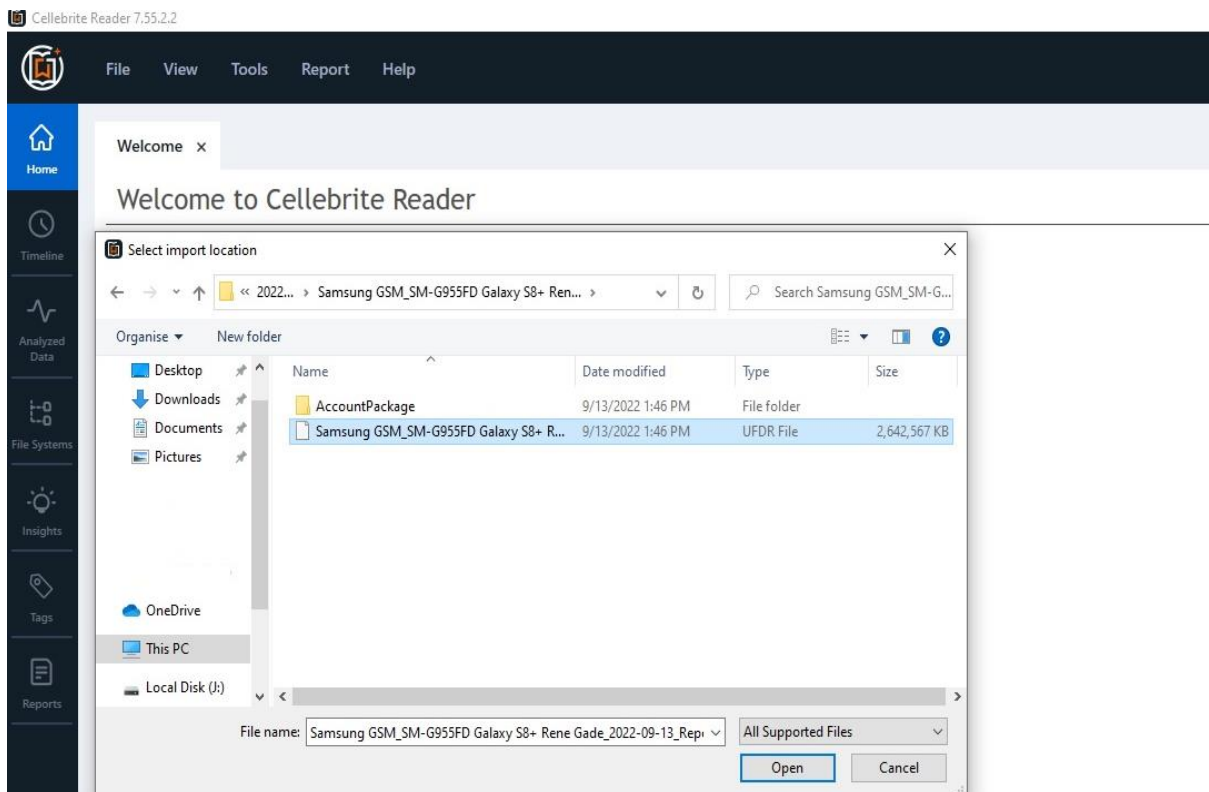 Cellebrite Reader 7.55.2.2
File View Tools Report Help
Home
Timeline
Analyzed
Data
File Systems
Insights
Tags
Reports
Welcome x
Welcome to Cellebrite Reader
Select import location
« 2022... > Samsung GSM_SM-G955FD Galaxy S8+ Ren... >
Search Samsung GSM_SM-G...
Organise New folder
Desktop
Downloads
Documents
Pictures
OneDrive
This PC
Local Disk (J:)
Name Date modified Type Size
AccountPackage 9/13/2022 1:46 PM File folder
Samsung GSM_SM-G955FD Galaxy S8+ R... 9/13/2022 1:46 PM UFDR File 2,642,567 KB
File name: Samsung GSM_SM-G955FD Galaxy S8+ Rene Gade_2022-09-13_Repo
All Supported Files
Open Cancel